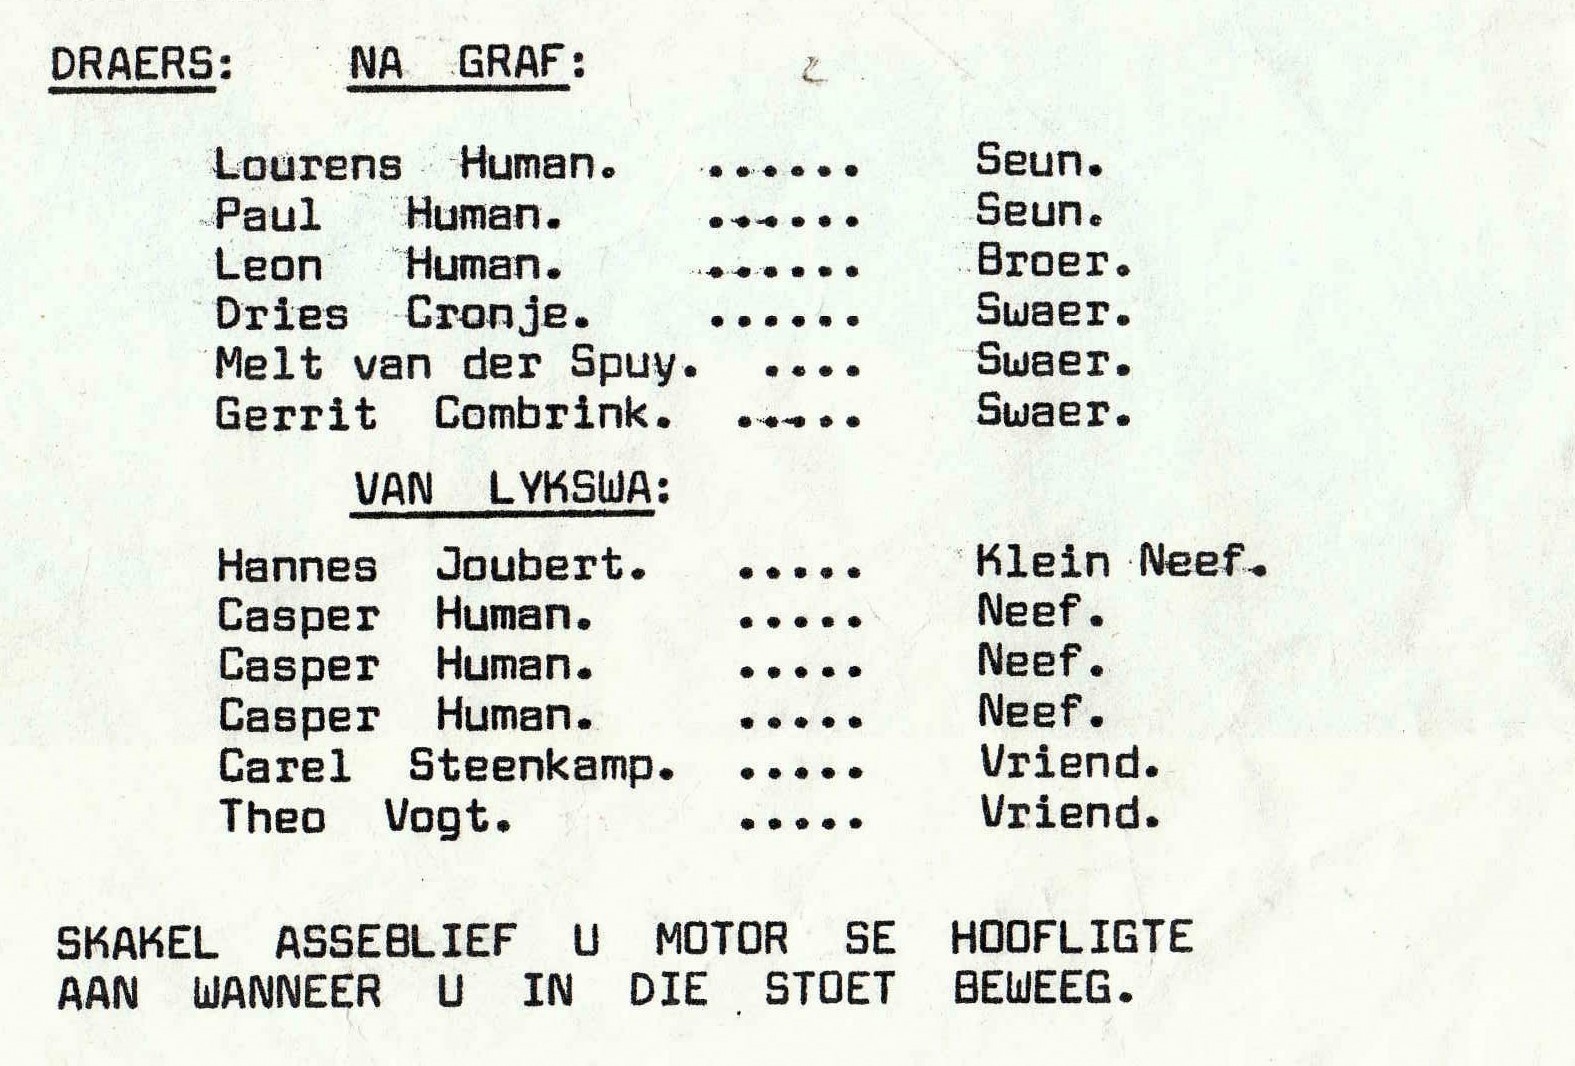 DRAERS: NA GRAF:
Lourens Human. ...... Seun.
Paul Human. ...... Seun.
Leon Human. ...... Broer.
Dries Cronje. ...... Swaer.
Melt van der Spuy. .... Swaer.
Gerrit Combrink. ..... Swaer.
VAN LYKSWA:
Hannes Joubert. ..... Klein Neef.
Casper Human. ..... Neef.
Casper Human. ..... Neef.
Casper Human. ..... Neef.
Carel Steenkamp. ..... Vriend.
Theo Vogt. ..... Vriend.
SKAKEL ASSEBLIEF U MOTOR SE HOOFLIGTE
AAN WANNEER U IN DIE STOET BEWEEG.